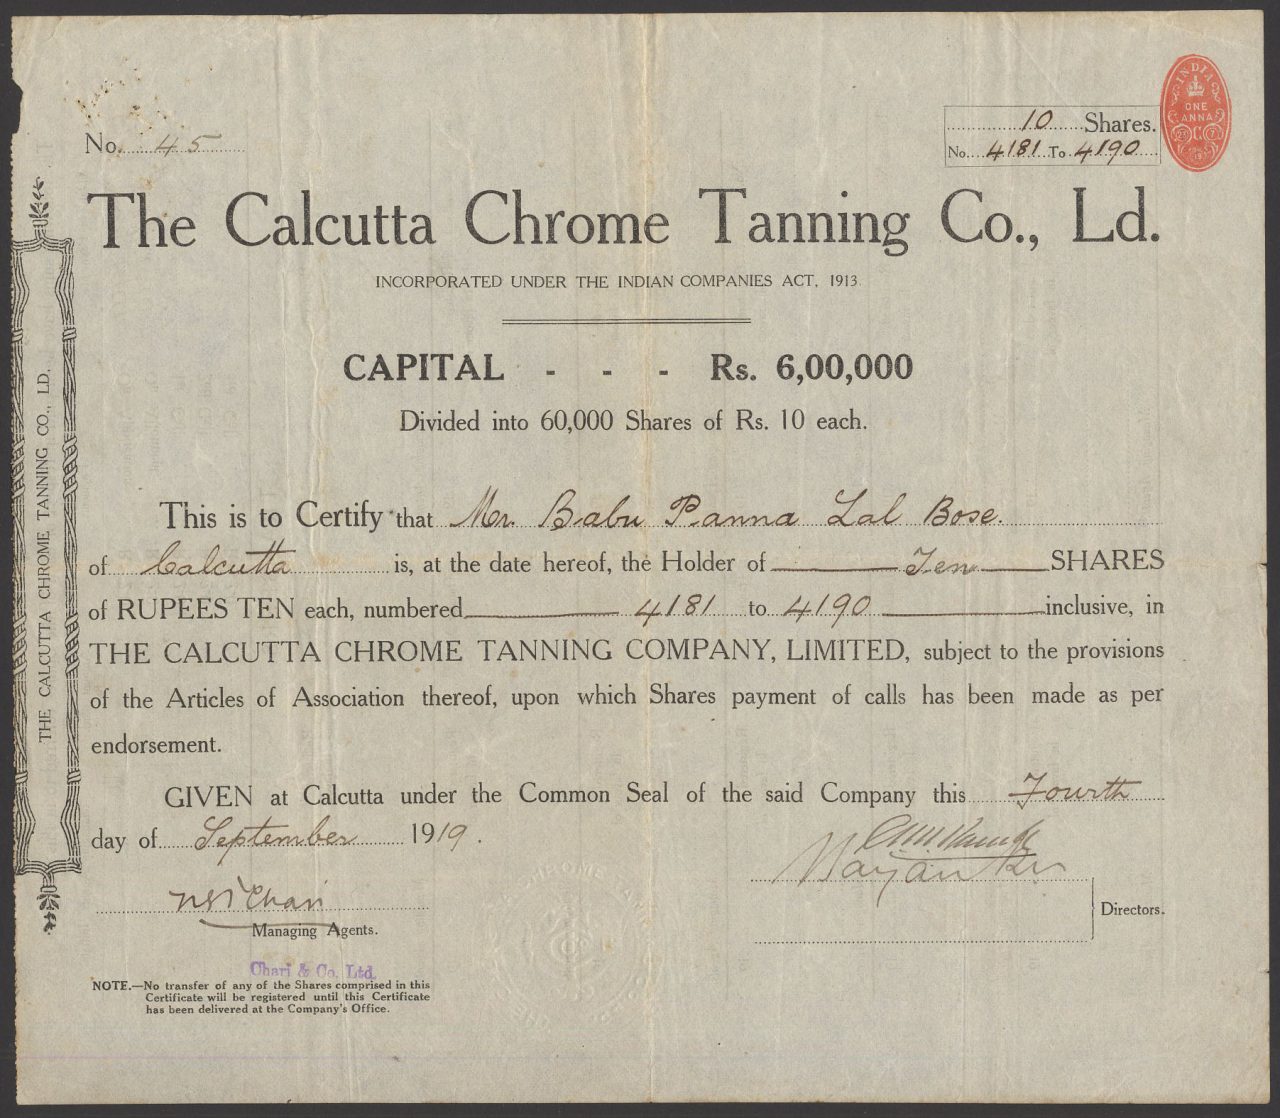 No. 45
10 Shares.
No. 4181 To 4190
INDIA
ONE
ANNA
The Calcutta Chrome Tanning Co., Ld.
INCORPORATED UNDER THE INDIAN COMPANIES ACT, 1913.
CAPITAL - - - Rs. 6,00,000
Divided into 60,000 Shares of Rs. 10 each.
This is to Certify that Mr. Babu Panna Lal Bose.
of Calcutta is, at the date hereof, the Holder of Ten SHARES
of RUPEES TEN each, numbered 4181 to 4190 inclusive, in
THE CALCUTTA CHROME TANNING COMPANY, LIMITED, subject to the provisions
of the Articles of Association thereof, upon which Shares payment of calls has been made as per
endorsement.
GIVEN at Calcutta under the Common Seal of the said Company this Fourth
day of September 1919.
Chari
Managing Agents.
Directors.
Chari & Co. Ltd.
NOTE.—No transfer of any of the Shares comprised in this
Certificate will be registered until this Certificate
has been delivered at the Company's Office.
THE CALCUTTA CHROME TANNING CO., LD.